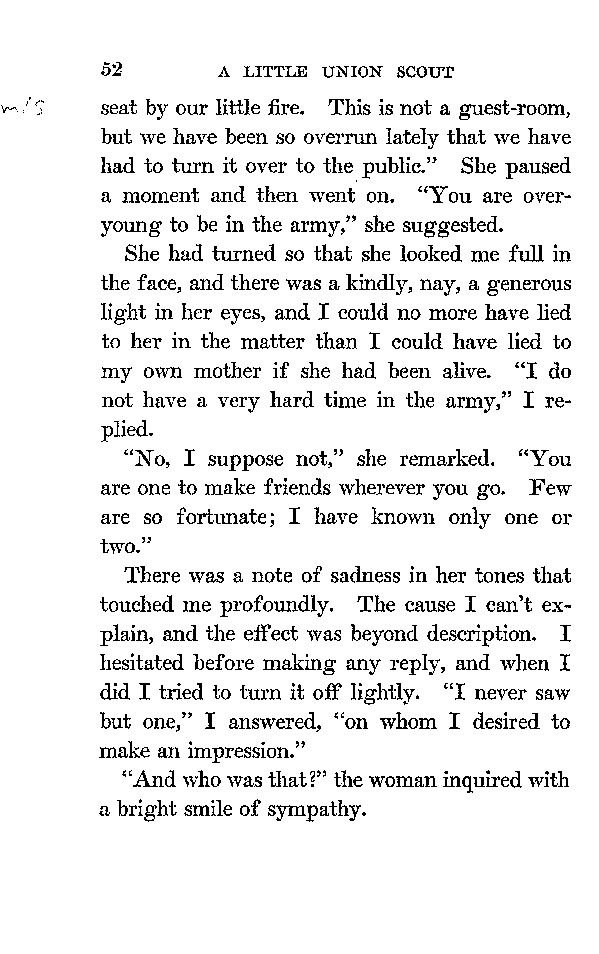 52 A LITTLE UNION SCOUT
seat by our little fire. This is not a guest-room,
but we have been so overrun lately that we have
had to turn it over to the public.” She paused
a moment and then went on. “You are over-
young to be in the army,” she suggested.
She had turned so that she looked me full in
the face, and there was a kindly, nay, a generous
light in her eyes, and I could no more have lied
to her in the matter than I could have lied to
my own mother if she had been alive. “I do
not have a very hard time in the army,” I re-
plied.
“No, I suppose not,” she remarked. “You
are one to make friends wherever you go. Few
are so fortunate; I have known only one or
two.”
There was a note of sadness in her tones that
touched me profoundly. The cause I can’t ex-
plain, and the effect was beyond description. I
hesitated before making any reply, and when I
did I tried to turn it off lightly. “I never saw
but one,” I answered, “on whom I desired to
make an impression.”
“And who was that?” the woman inquired with
a bright smile of sympathy.